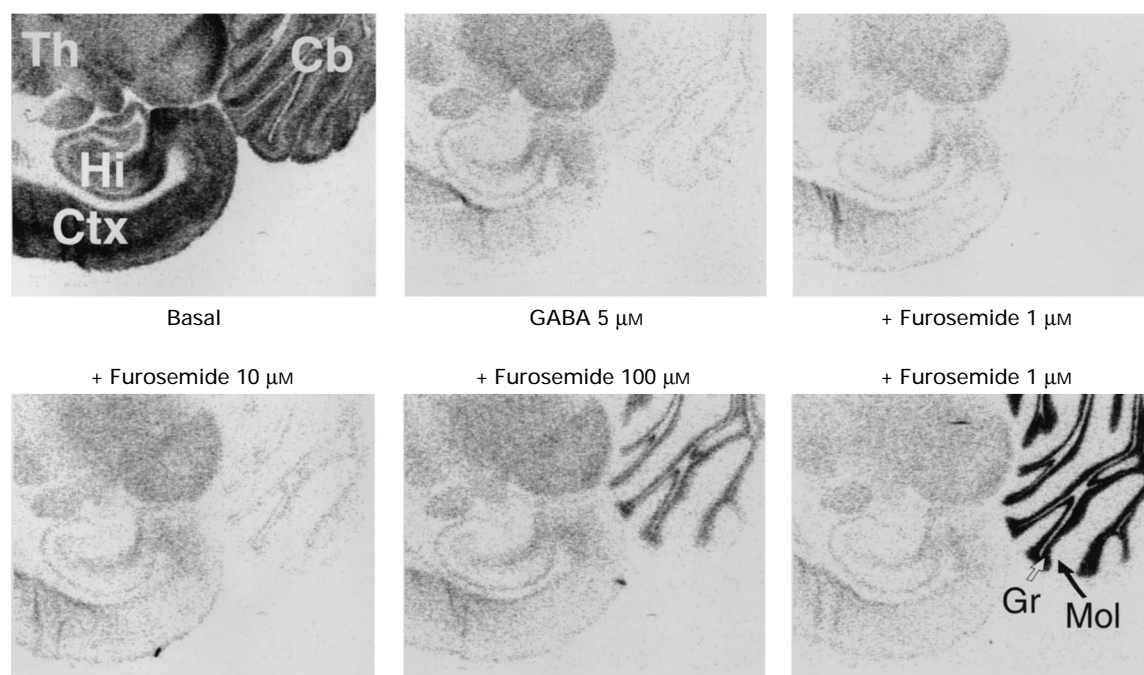 Th
Cb
Hi
Ctx
Basal
GABA 5 µM
+ Furosemide 1 µM
+ Furosemide 10 µM
+ Furosemide 100 µM
+ Furosemide 1 µM
Gr
Mol